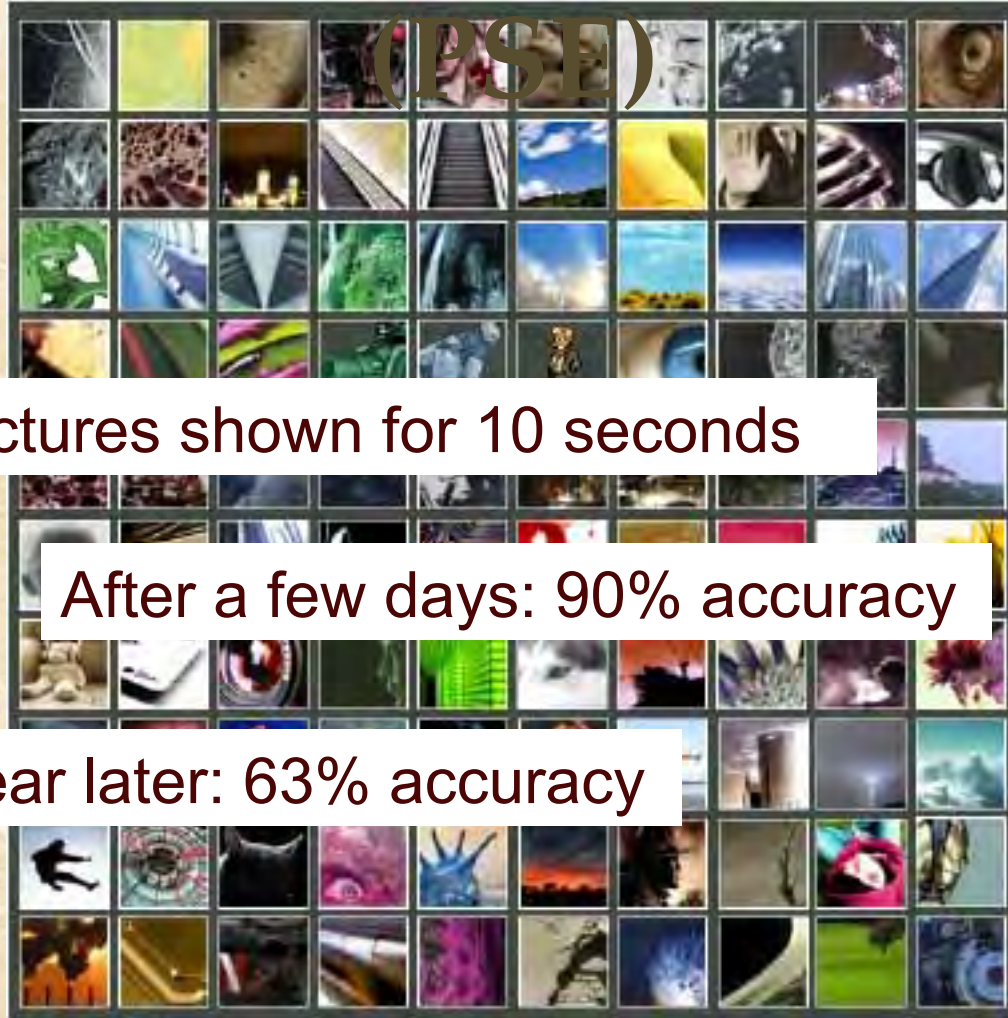 (PSE)
ctures shown for 10 seconds
After a few days: 90% accuracy
ear later: 63% accuracy